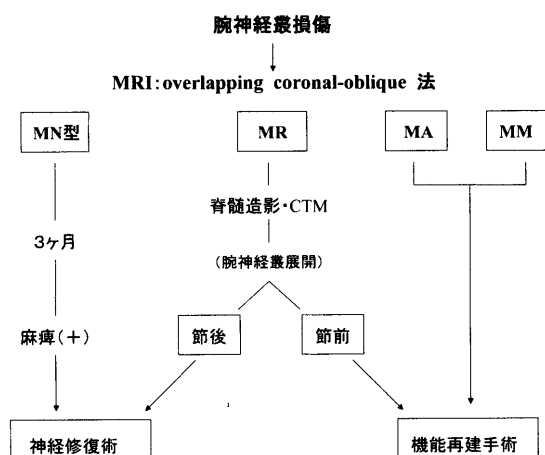 腕神経叢損傷
MRI:overlapping coronal-oblique 法
MN型 MR MA MM
脊髄造影・CTM
3ヶ月
(腕神経叢展開)
麻痺(+) 節後 節前
神経修復術 機能再建手術